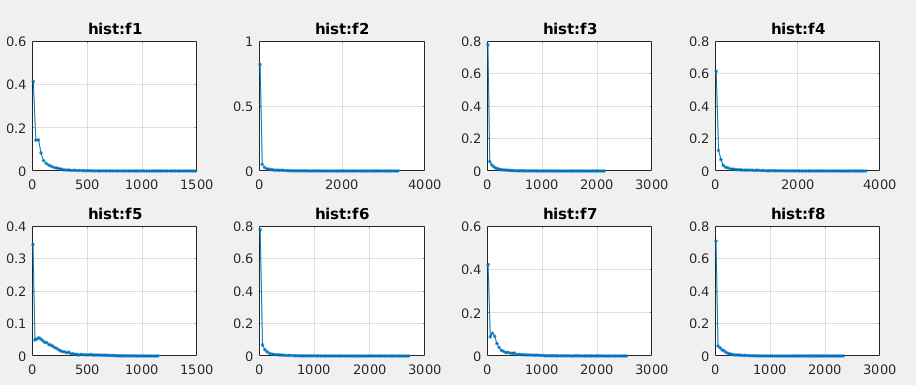 hist:f1 hist:f2 hist:f3 hist:f4
0.6 1 0.8 0.8
0.6 0.6
0.4
0.5 0.4 0.4
0.2
0.2 0.2
0 0 0 0
0 500 1000 1500 0 2000 4000 0 1000 2000 3000 0 2000 4000
hist:f5 hist:f6 hist:f7 hist:f8
0.4 0.8 0.6 0.8
0.3 0.6 0.6
0.4
0.2 0.4 0.4
0.2
0.1 0.2 0.2
0 0 0 0
0 500 1000 1500 0 1000 2000 3000 0 1000 2000 3000 0 1000 2000 3000